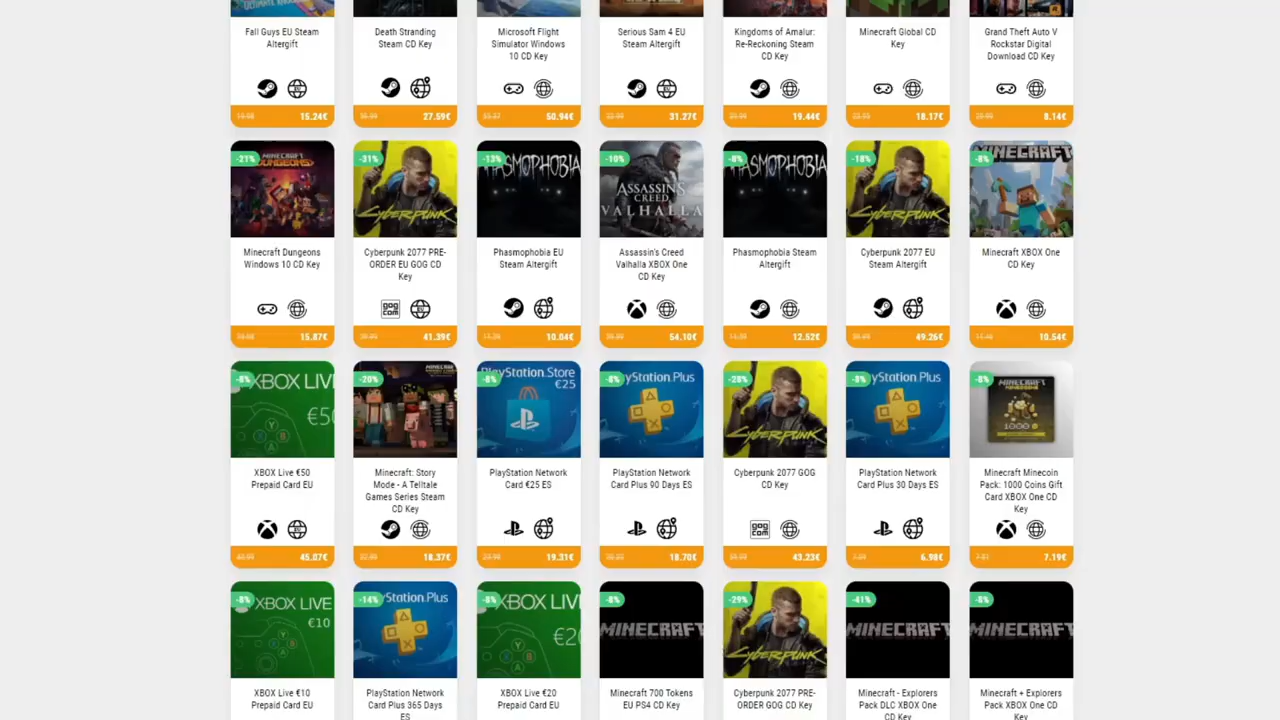 Fall Guys EU Steam
Altergift
15.24€
Death Stranding
Steam CD Key
27.59€
Microsoft Flight
Simulator Windows
10 CD Key
50.94€
Serious Sam 4 EU
Steam Altergift
31.27€
Kingdoms of Amalur:
Re-Reckoning Steam
CD Key
19.44€
Minecraft Global CD
Key
18.17€
Grand Theft Auto V
Rockstar Digital
Download CD Key
8.14€
-21%
MINECRAFT
DUNGEONS
Minecraft Dungeons
Windows 10 CD Key
15.87€
-31%
CYBERPUNK
Cyberpunk 2077 PRE-
ORDER EU GOG CD
Key
GOG
COM
41.39€
-13%
PHASMOPHOBIA
Phasmophobia EU
Steam Altergift
10.04€
-10%
ASSASSIN'S
CREED
VALHALLA
Assassin's Creed
Valhalla XBOX One
CD Key
54.10€
-8%
PHASMOPHOBIA
Phasmophobia Steam
Altergift
12.52€
-18%
CYBERPUNK
Cyberpunk 2077 EU
Steam Altergift
49.26€
-8%
MINECRAFT
Minecraft XBOX One
CD Key
10.54€
-8%
XBOX LIVE
€50
XBOX Live €50
Prepaid Card EU
45.07€
-20%
MINECRAFT
Minecraft: Story
Mode - A Telltale
Games Series Steam
CD Key
18.37€
-8%
PlayStation Store
€25
PlayStation Network
Card €25 ES
19.31€
-8%
PlayStation Plus
PlayStation Network
Card Plus 90 Days ES
18.70€
-28%
CYBERPUNK
Cyberpunk 2077 GOG
CD Key
GOG
COM
43.23€
-8%
PlayStation Plus
PlayStation Network
Card Plus 30 Days ES
6.98€
-8%
MINECRAFT
1000
Minecraft Minecoin
Pack: 1000 Coins Gift
Card XBOX One CD
Key
7.19€
-8%
XBOX LIVE
€10
XBOX Live €10
Prepaid Card EU
-14%
PlayStation Plus
PlayStation Network
Card Plus 365 Days
ES
-8%
XBOX LIVE
€20
XBOX Live €20
Prepaid Card EU
-8%
MINECRAFT
Minecraft 700 Tokens
EU PS4 CD Key
-29%
CYBERPUNK
Cyberpunk 2077 PRE-
ORDER GOG CD Key
-41%
MINECRAFT
Minecraft - Explorers
Pack DLC XBOX One
CD Key
-8%
MINECRAFT
Minecraft + Explorers
Pack XBOX One CD
Key